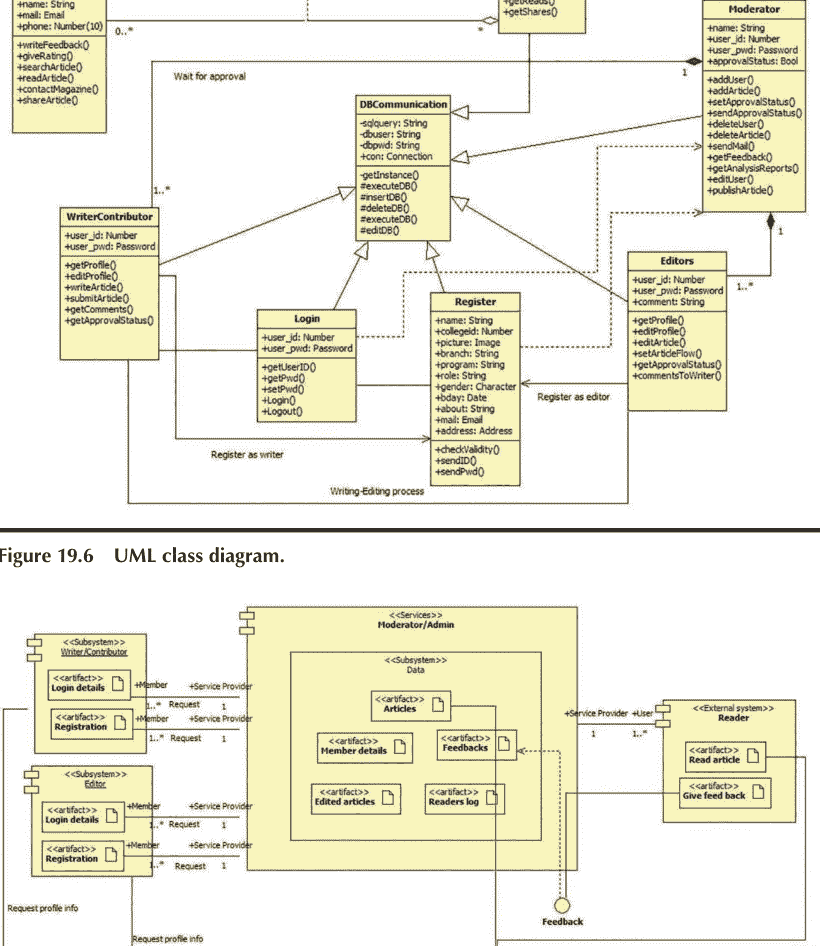 +name: String
+mail: Email
+phone: Number(10)
+writeFeedback()
+giveRating()
+searchArticle()
+readArticle()
+contactMagazine()
+shareArticle()
0..*
*
+getReads()
+getShares()
Moderator
+name: String
+user_id: Number
+user_pwd: Password
+approvalStatus: Bool
+addUser()
+addArticle()
+setApprovalStatus()
+sendApprovalStatus()
+deleteUser()
+deleteArticle()
+sendMail()
+getFeedback()
+getAnalysisReports()
+editUser()
+publishArticle()
1
Wait for approval
DBCommunication
-sqlquery: String
-dbuser: String
-dbpwd: String
+con: Connection
-getInstance()
#executeDB()
#insertDB()
#deleteDB()
#executeDB()
#editDB()
1..*
WriterContributor
+user_id: Number
+user_pwd: Password
+getProfile()
+editProfile()
+writeArticle()
+submitArticle()
+getComments()
+getApprovalStatus()
1
1..*
Editors
+user_id: Number
+user_pwd: Password
+comment: String
+getProfile()
+editProfile()
+editArticle()
+setArticleFlow()
+getApprovalStatus()
+commentsToWriter()
Login
+user_id: Number
+user_pwd: Password
+getUserID()
+getPwd()
+setPwd()
+Login()
+Logout()
Register
+name: String
+collegeid: Number
+picture: Image
+branch: String
+program: String
+role: String
+gender: Character
+bday: Date
+about: String
+mail: Email
+address: Address
+checkValidity()
+sendID()
+sendPwd()
Register as editor
Register as writer
Writing-Editing process
Figure 19.6 UML class diagram.
<<Services>>
Moderator/Admin
<<Subsystem>>
Data
<<artifact>>
Articles
<<artifact>>
Member details
<<artifact>>
Feedbacks
<<artifact>>
Edited articles
<<artifact>>
Readers log
<<Subsystem>>
Writer/Contributor
<<artifact>>
Login details
<<artifact>>
Registration
+Member +Service Provider
1..* Request 1
+Member +Service Provider
1..* Request 1
<<Subsystem>>
Editor
<<artifact>>
Login details
<<artifact>>
Registration
+Member +Service Provider
1..* Request 1
+Member +Service Provider
1..* Request 1
+Service Provider +User
1 1..*
<<External system>>
Reader
<<artifact>>
Read article
<<artifact>>
Give feed back
Feedback
Request profile info
Request profile info